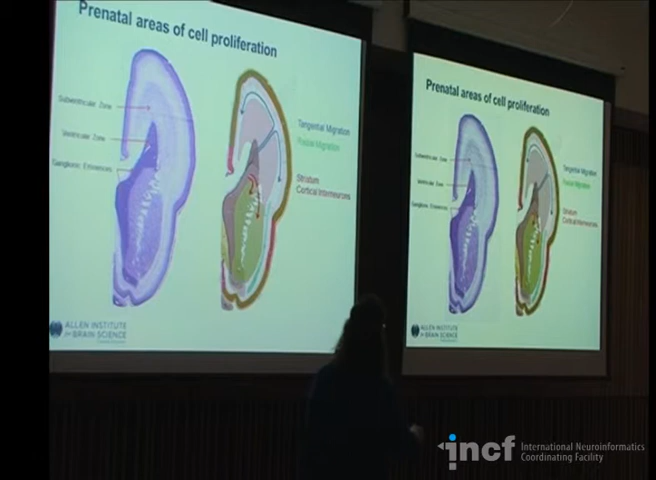 Prenatal areas of cell proliferation
Subventricular Zone
Ventricular Zone
Ganglionic Eminences
Tangential Migration
Radial Migration
Striatum
Cortical Interneurons
ALLEN INSTITUTE
for BRAIN SCIENCE
Prenatal areas of cell proliferation
Subventricular Zone
Ventricular Zone
Ganglionic Eminences
Tangential Migration
Radial Migration
Striatum
Cortical Interneurons
ALLEN INSTITUTE
for BRAIN SCIENCE
incf International Neuroinformatics
Coordinating Facility